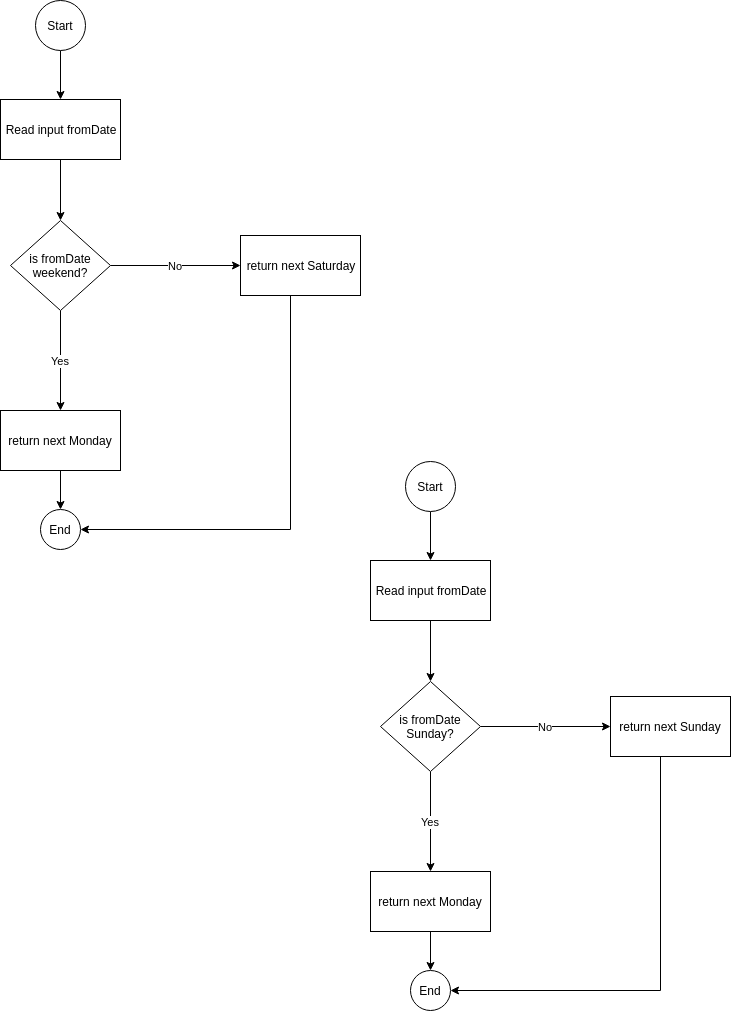 Start
Read input fromDate
is fromDate
weekend?
No
return next Saturday
Yes
return next Monday
End
Start
Read input fromDate
is fromDate
Sunday?
No
return next Sunday
Yes
return next Monday
End